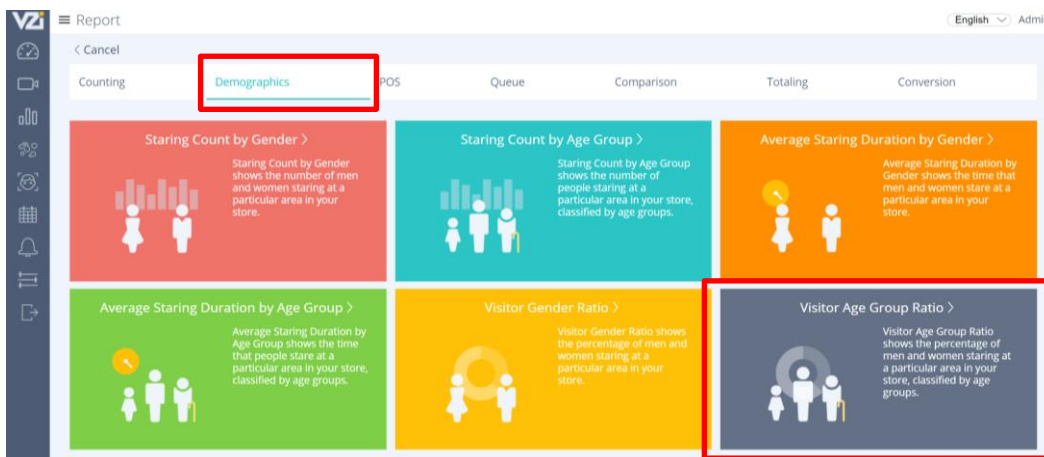 VZi
Report
English
Admi
< Cancel
Counting
Demographics
POS
Queue
Comparison
Totaling
Conversion
Staring Count by Gender >
Staring Count by Gender
shows the number of men
and women staring at a
particular area in your
store.
Staring Count by Age Group >
Staring Count by Age Group
shows the number of
people staring at a
particular area in your store,
classified by age groups.
Average Staring Duration by Gender >
Average Staring Duration by
Gender shows the time that
men and women stare at a
particular area in your
store.
Average Staring Duration by Age Group >
Average Staring Duration by
Age Group shows the time
that people stare at a
particular area in your store,
classified by age groups.
Visitor Gender Ratio >
Visitor Gender Ratio shows
the percentage of men and
women staring at a
particular area in your
store.
Visitor Age Group Ratio >
Visitor Age Group Ratio
shows the percentage of
men and women staring at
a particular area in your
store, classified by age
groups.